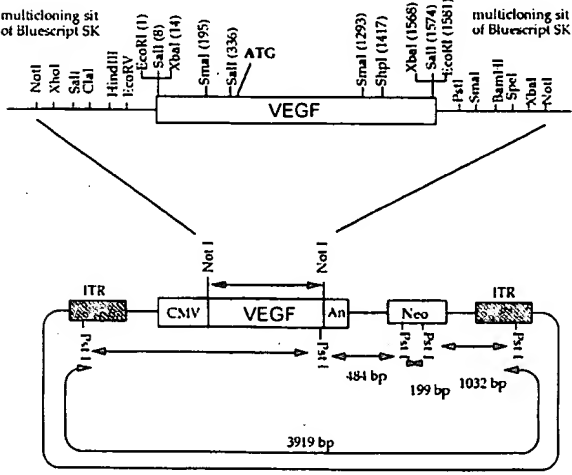 multicloning sit
of Bluescript SK
NotI
XhoI
SalI
ClaI
HindIII
EcoRV
EcoRI (1)
SalI (8)
XbaI (14)
SmaI (195)
SalI (336)
ATG
SmaI (1293)
ShpI (1417)
XbaI (1568)
SalI (1574)
EcoRI (1581)
multicloning sit
of Bluescript SK
PstI
SmaI
BamHI
SpeI
XbaI
NotI
VEGF
Not I
Not I
ITR
CMV
VEGF
An
Neo
ITR
Pst I
Pst I
Pst I
Pst I
Pst I
484 bp
199 bp
1032 bp
3919 bp